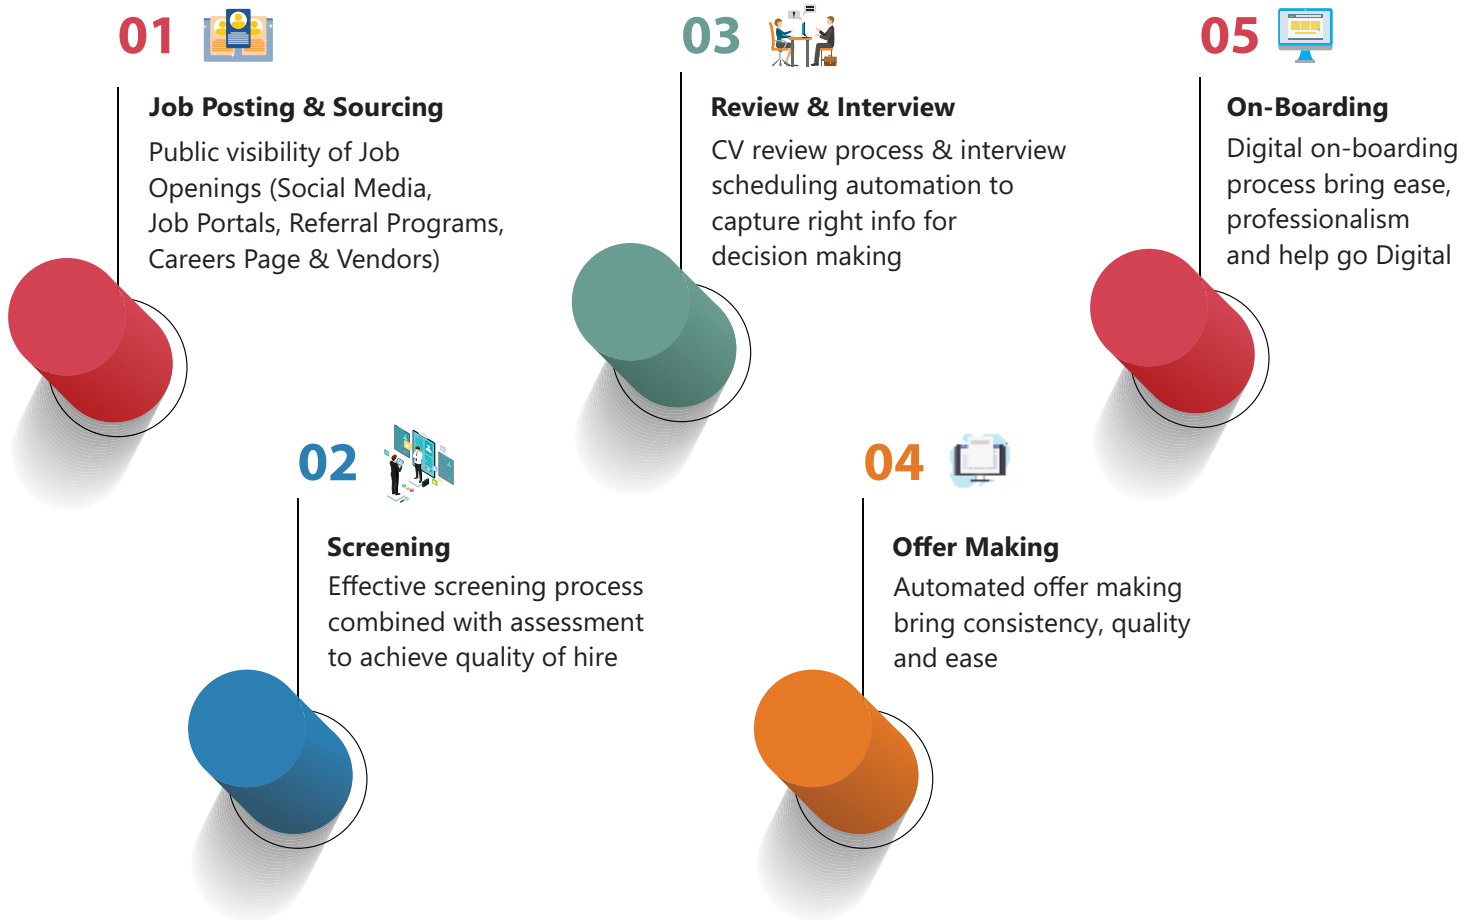 01
Job Posting & Sourcing
Public visibility of Job
Openings (Social Media,
Job Portals, Referral Programs,
Careers Page & Vendors)
02
Screening
Effective screening process
combined with assessment
to achieve quality of hire
03
Review & Interview
CV review process & interview
scheduling automation to
capture right info for
decision making
04
Offer Making
Automated offer making
bring consistency, quality
and ease
05
On-Boarding
Digital on-boarding
process bring ease,
professionalism
and help go Digital